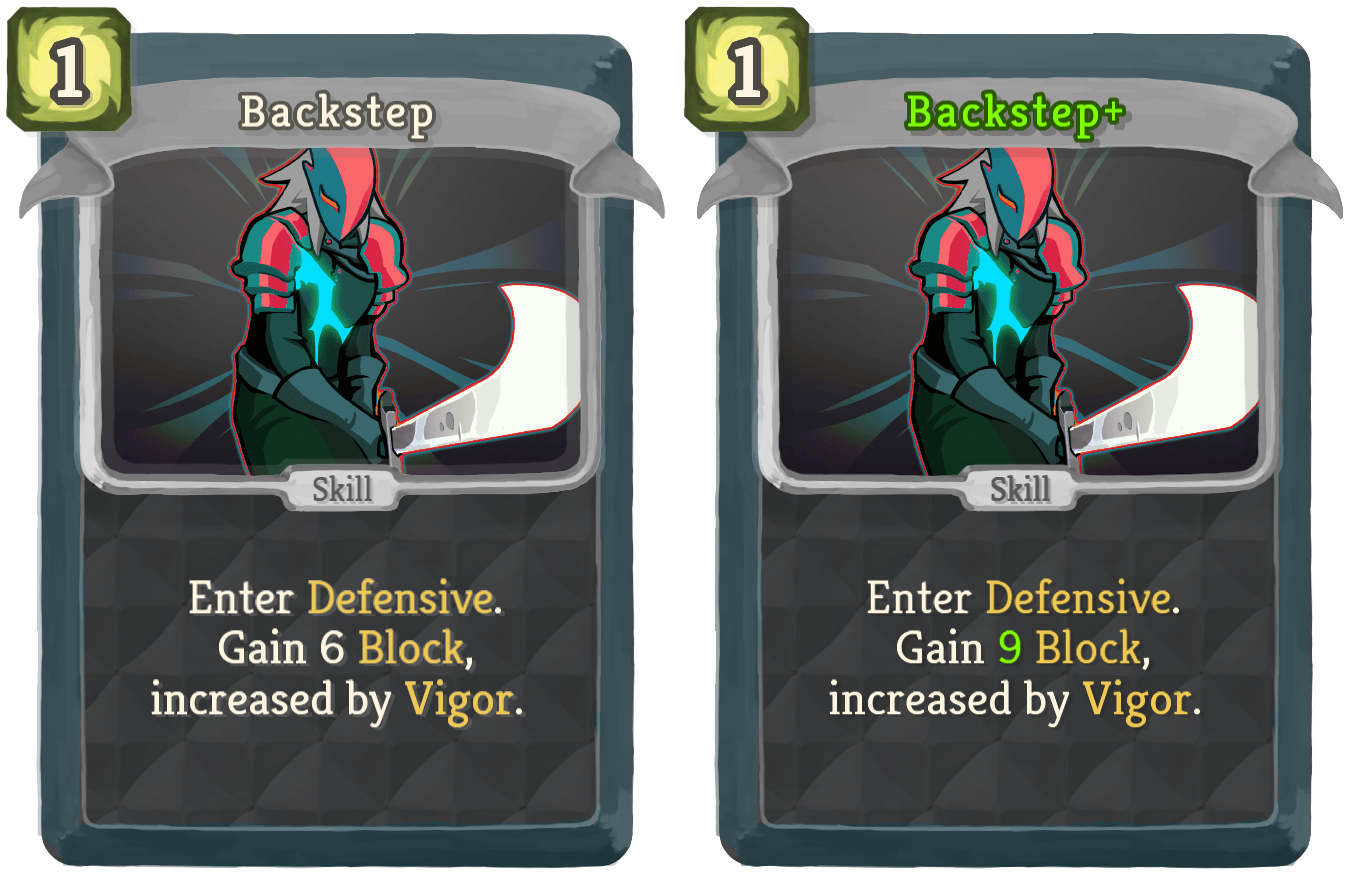 1
Backstep
Skill
Enter Defensive.
Gain 6 Block,
increased by Vigor.
1
Backstep+
Skill
Enter Defensive.
Gain 9 Block,
increased by Vigor.